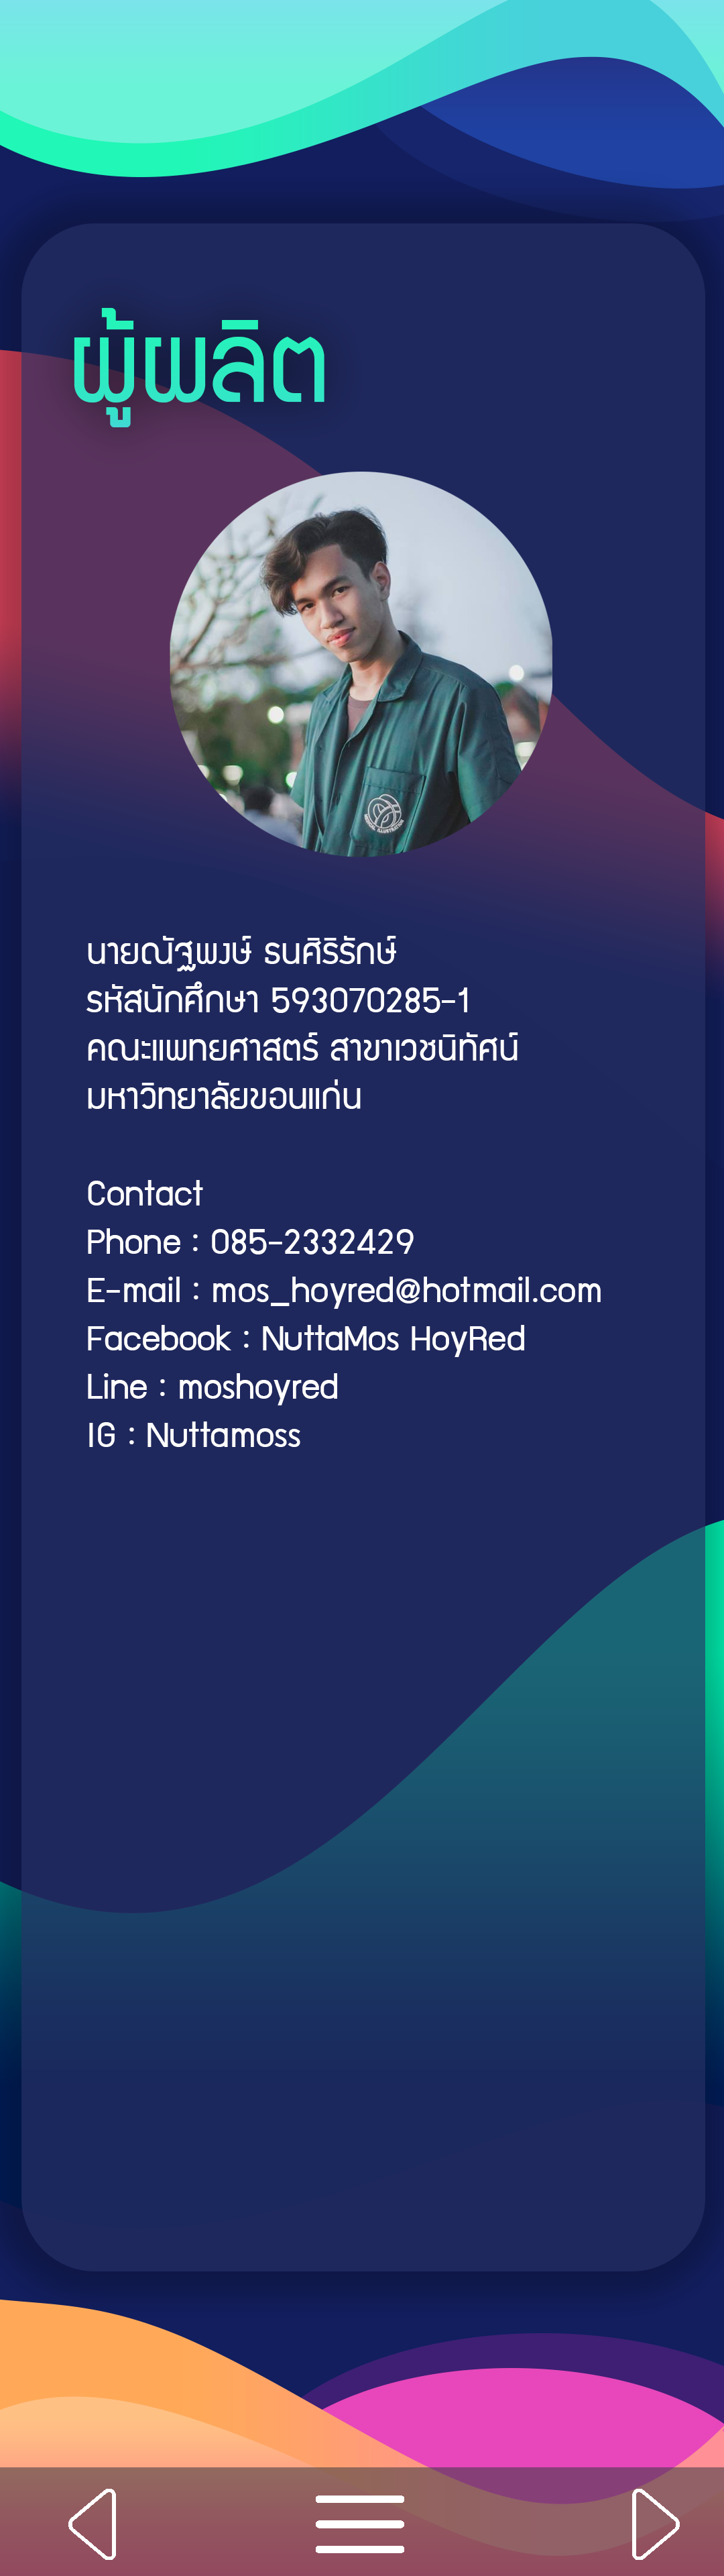 ผู้ผลิต
นายณัฐพงษ์ ธนศิริรักษ์
รหัสนักศึกษา 593070285-1
คณะแพทยศาสตร์ สาขาเวชนิทัศน์
มหาวิทยาลัยขอนแก่น
Contact
Phone : 085-2332429
E-mail : mos_hoyred@hotmail.com
Facebook : NuttaMos HoyRed
Line : moshoyred
IG : Nuttamoss